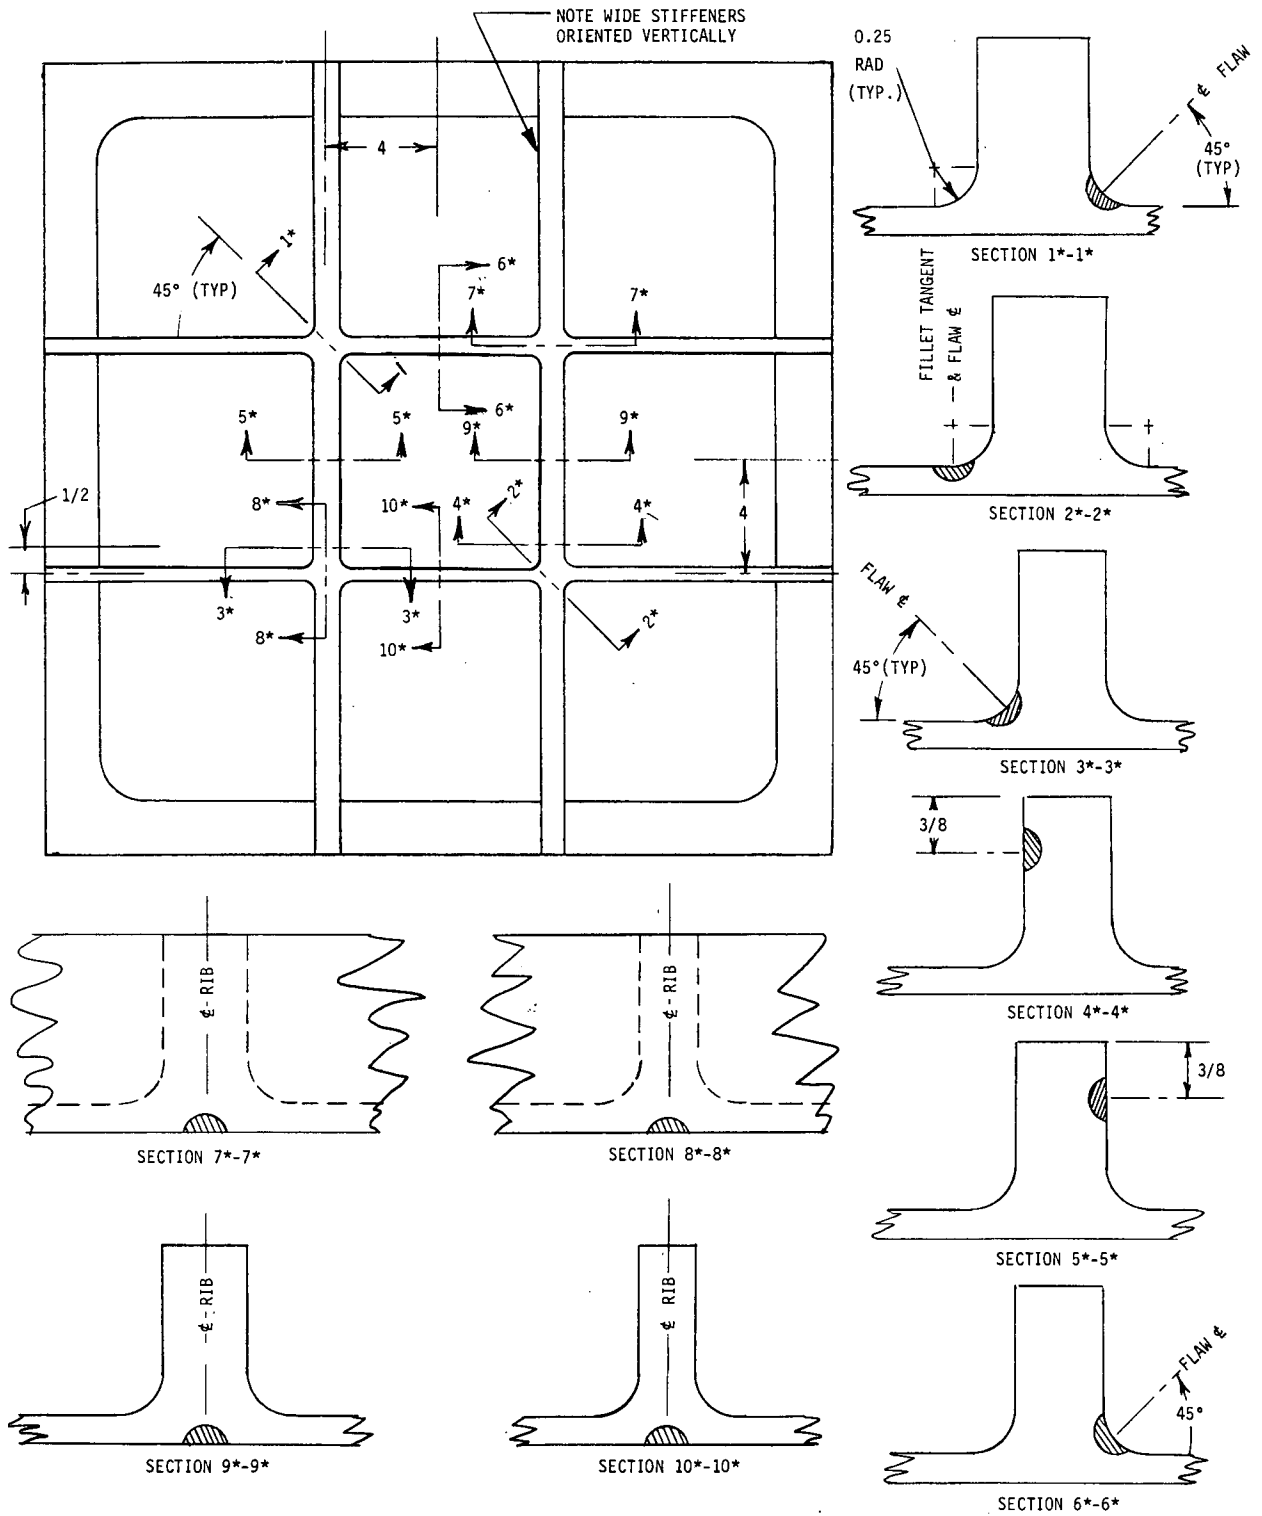 NOTE WIDE STIFFENERS
ORIENTED VERTICALLY
4
45° (TYP)
1*
1
6*
7*
7*
6*
5*
5*
9*
9*
1/2
8*
10*
4*
2*
4*
4
3*
3*
8*
10*
2*
0.25
RAD
(TYP.)
℄ FLAW
45°
(TYP)
SECTION 1*-1*
FILLET TANGENT
& FLAW ℄
SECTION 2*-2*
FLAW ℄
45°(TYP)
SECTION 3*-3*
3/8
SECTION 4*-4*
3/8
SECTION 5*-5*
FLAW ℄
45°
SECTION 6*-6*
℄ RIB
SECTION 7*-7*
℄ RIB
SECTION 8*-8*
℄ RIB
SECTION 9*-9*
℄ RIB
SECTION 10*-10*